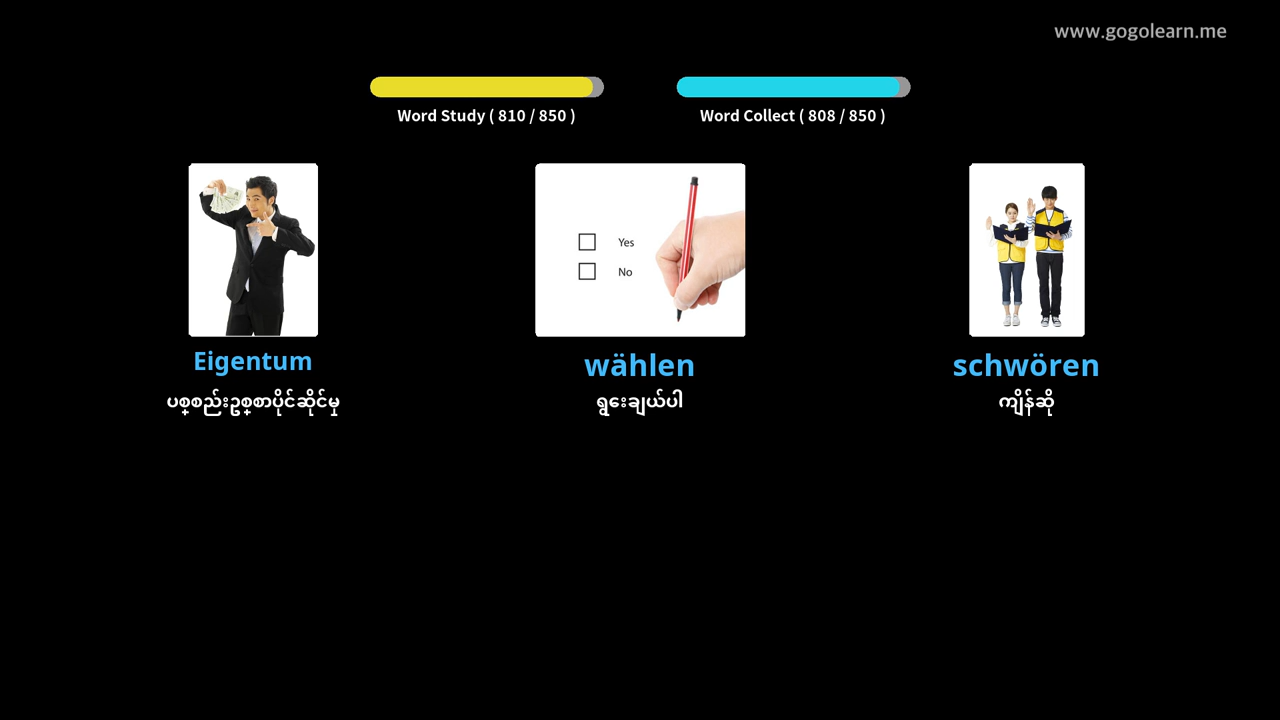 www.gogolearn.me
Word Study ( 810 / 850 )
Word Collect ( 808 / 850 )
Yes
No
Eigentum
wählen
schwören
ပစ္စည်းဥစ္စာပိုင်ဆိုင်မှု
ရွေးချယ်ပါ
ကျိန်ဆို